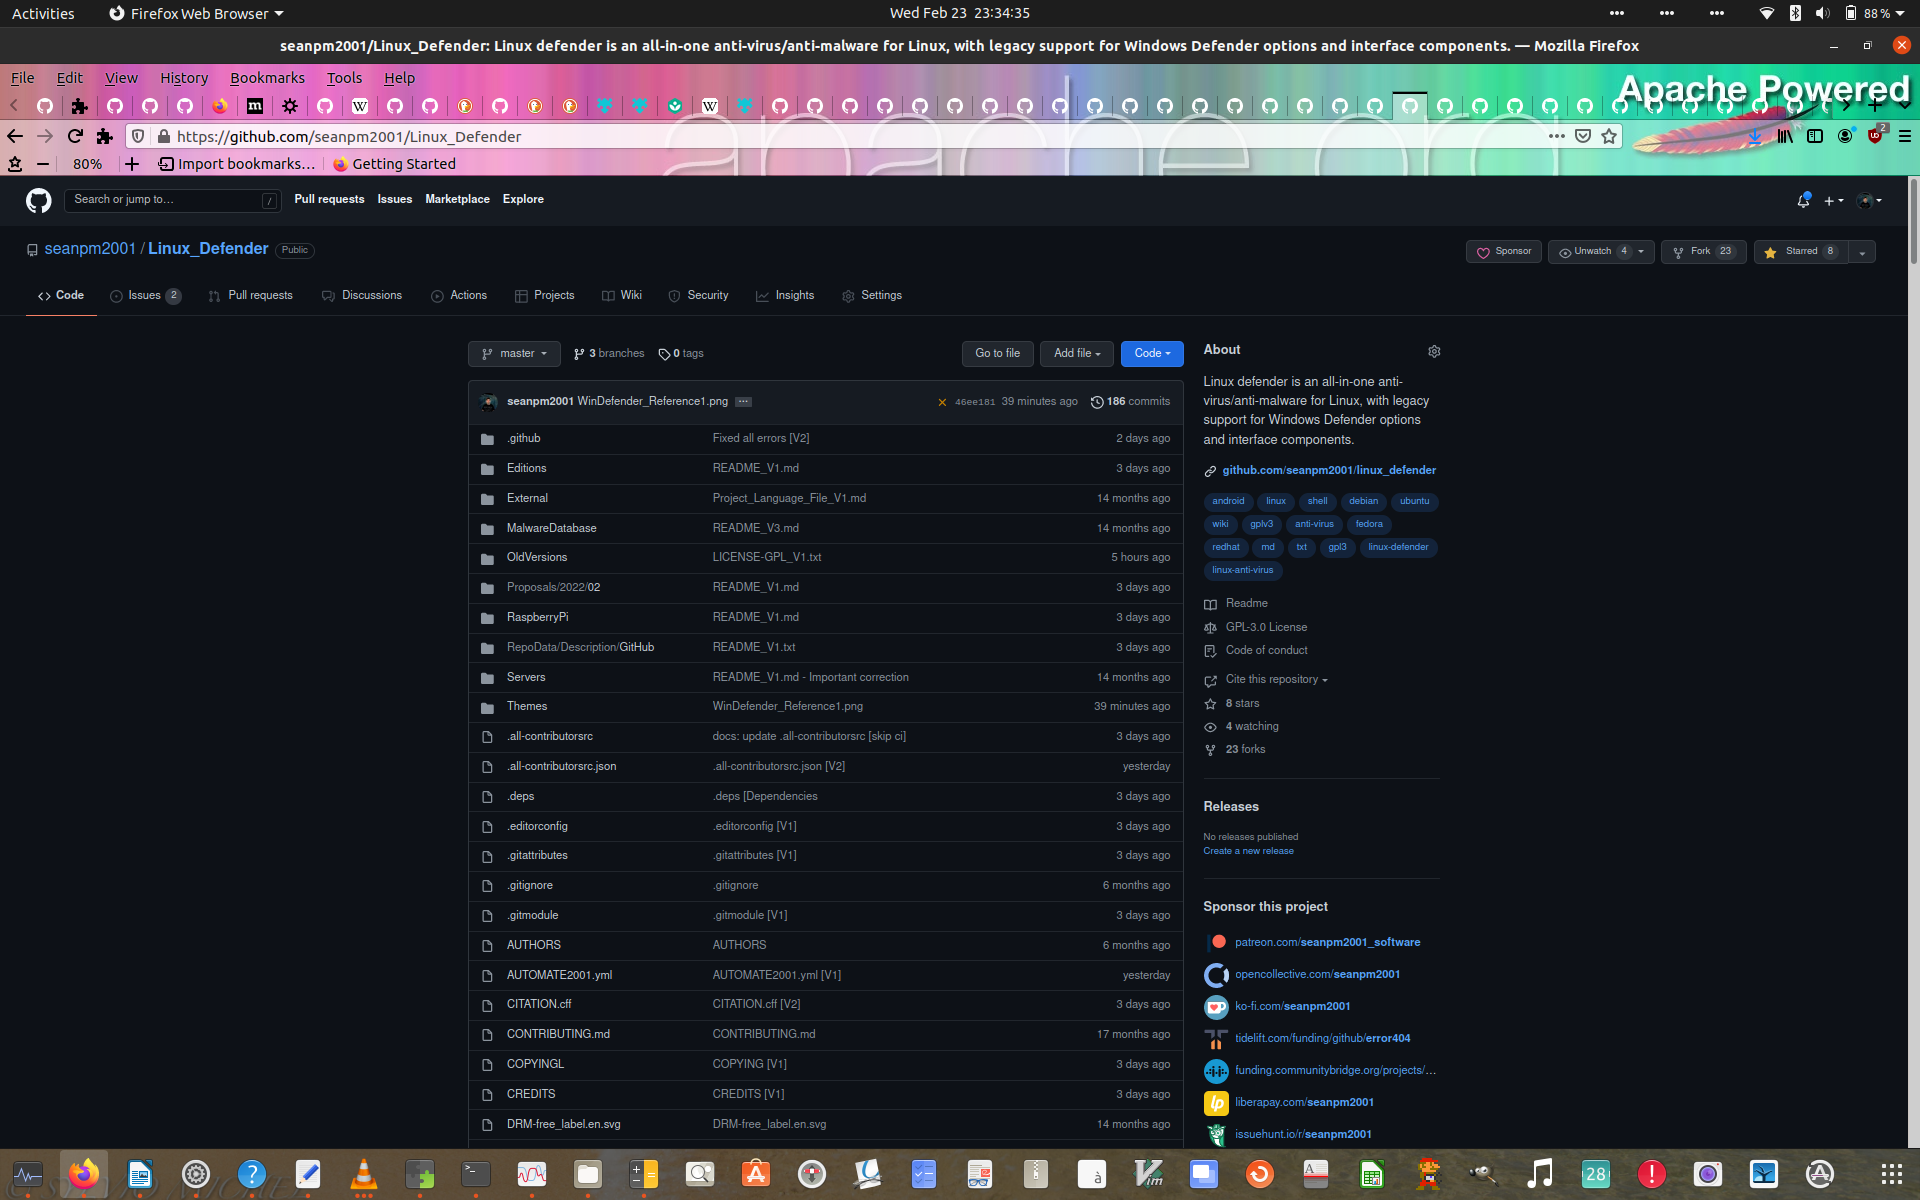 Activities Firefox Web Browser Wed Feb 23 23:34:35 88 %
seanpm2001/Linux_Defender: Linux defender is an all-in-one anti-virus/anti-malware for Linux, with legacy support for Windows Defender options and interface components. — Mozilla Firefox
File Edit View History Bookmarks Tools Help
Apache Powered
https://github.com/seanpm2001/Linux_Defender
2
80% Import bookmarks... Getting Started
Search or jump to... / Pull requests Issues Marketplace Explore
seanpm2001 / Linux_Defender Public
Sponsor Unwatch 4 Fork 23 Starred 8
Code Issues 2 Pull requests Discussions Actions Projects Wiki Security Insights Settings
master 3 branches 0 tags Go to file Add file Code
seanpm2001 WinDefender_Reference1.png 46ee181 39 minutes ago 186 commits
.github Fixed all errors [V2] 2 days ago
Editions README_V1.md 3 days ago
External Project_Language_File_V1.md 14 months ago
MalwareDatabase README_V3.md 14 months ago
OldVersions LICENSE-GPL_V1.txt 5 hours ago
Proposals/2022/02 README_V1.md 3 days ago
RaspberryPi README_V1.md 3 days ago
RepoData/Description/GitHub README_V1.txt 3 days ago
Servers README_V1.md - Important correction 14 months ago
Themes WinDefender_Reference1.png 39 minutes ago
.all-contributorsrc docs: update .all-contributorsrc [skip ci] 3 days ago
.all-contributorsrc.json .all-contributorsrc.json [V2] yesterday
.deps .deps [Dependencies 3 days ago
.editorconfig .editorconfig [V1] 3 days ago
.gitattributes .gitattributes [V1] 3 days ago
.gitignore .gitignore 6 months ago
.gitmodule .gitmodule [V1] 3 days ago
AUTHORS AUTHORS 6 months ago
AUTOMATE2001.yml AUTOMATE2001.yml [V1] yesterday
CITATION.cff CITATION.cff [V2] 3 days ago
CONTRIBUTING.md CONTRIBUTING.md 17 months ago
COPYINGL COPYING [V1] 3 days ago
CREDITS CREDITS [V1] 3 days ago
DRM-free_label.en.svg DRM-free_label.en.svg 14 months ago
About
Linux defender is an all-in-one anti-
virus/anti-malware for Linux, with legacy
support for Windows Defender options
and interface components.
github.com/seanpm2001/linux_defender
android linux shell debian ubuntu
wiki gplv3 anti-virus fedora
redhat md txt gpl3 linux-defender
linux-anti-virus
Readme
GPL-3.0 License
Code of conduct
Cite this repository
8 stars
4 watching
23 forks
Releases
No releases published
Create a new release
Sponsor this project
patreon.com/seanpm2001_software
opencollective.com/seanpm2001
ko-fi.com/seanpm2001
tidelift.com/funding/github/error404
funding.communitybridge.org/projects/...
liberapay.com/seanpm2001
issuehunt.io/r/seanpm2001
28